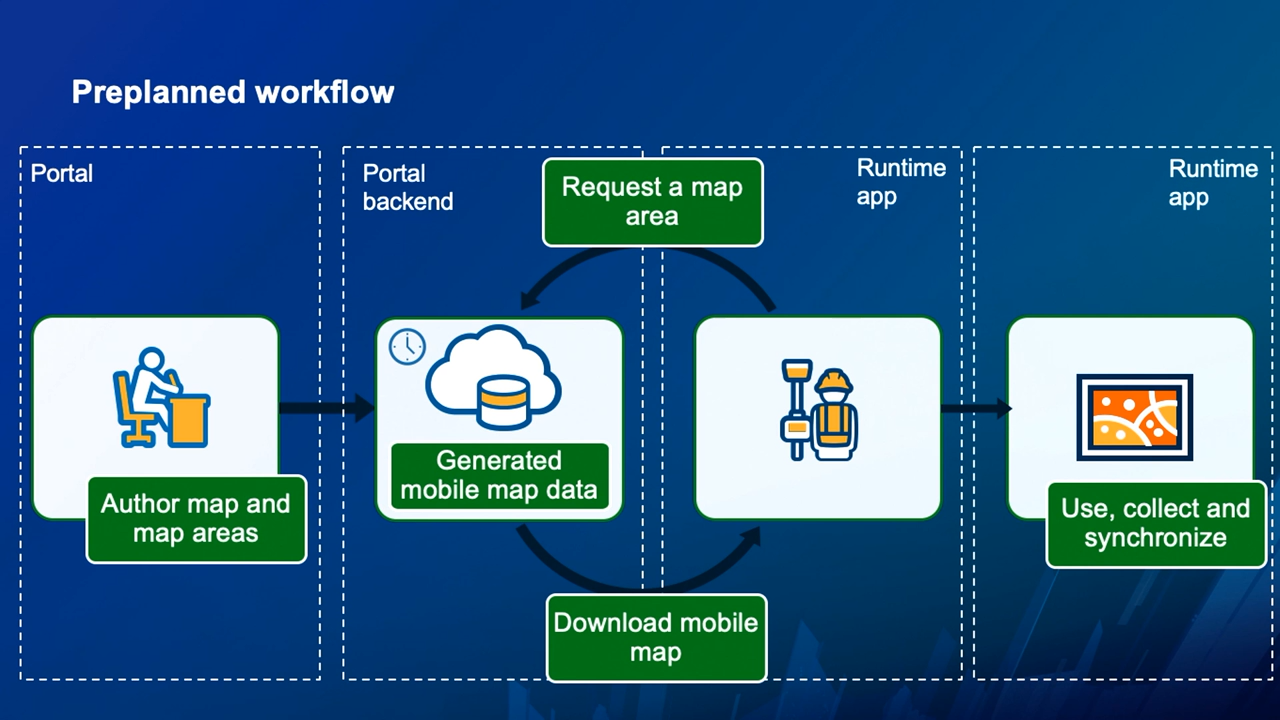 Preplanned workflow
Portal
Portal
backend
Request a map
area
Runtime
app
Runtime
app
Generated
mobile map data
Author map and
map areas
Use, collect and
synchronize
Download mobile
map